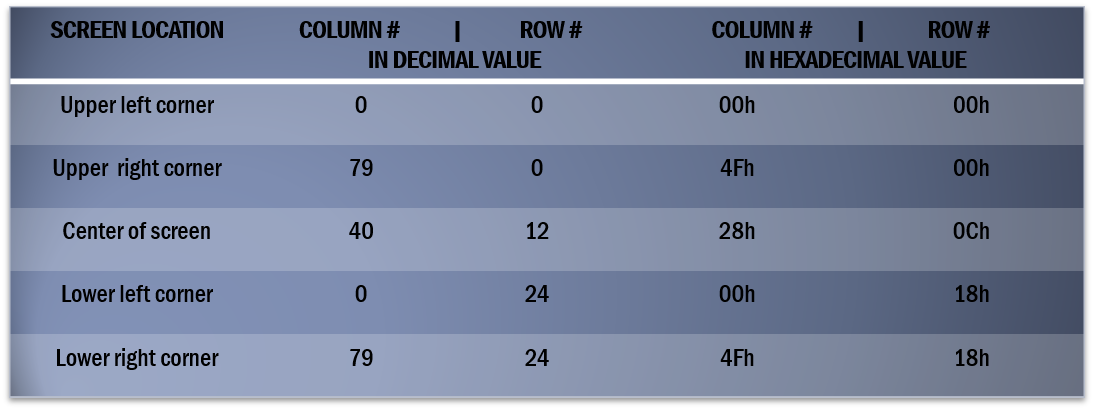 SCREEN LOCATION COLUMN # | ROW # COLUMN # | ROW #
IN DECIMAL VALUE IN HEXADECIMAL VALUE
Upper left corner 0 0 00h 00h
Upper right corner 79 0 4Fh 00h
Center of screen 40 12 28h 0Ch
Lower left corner 0 24 00h 18h
Lower right corner 79 24 4Fh 18h